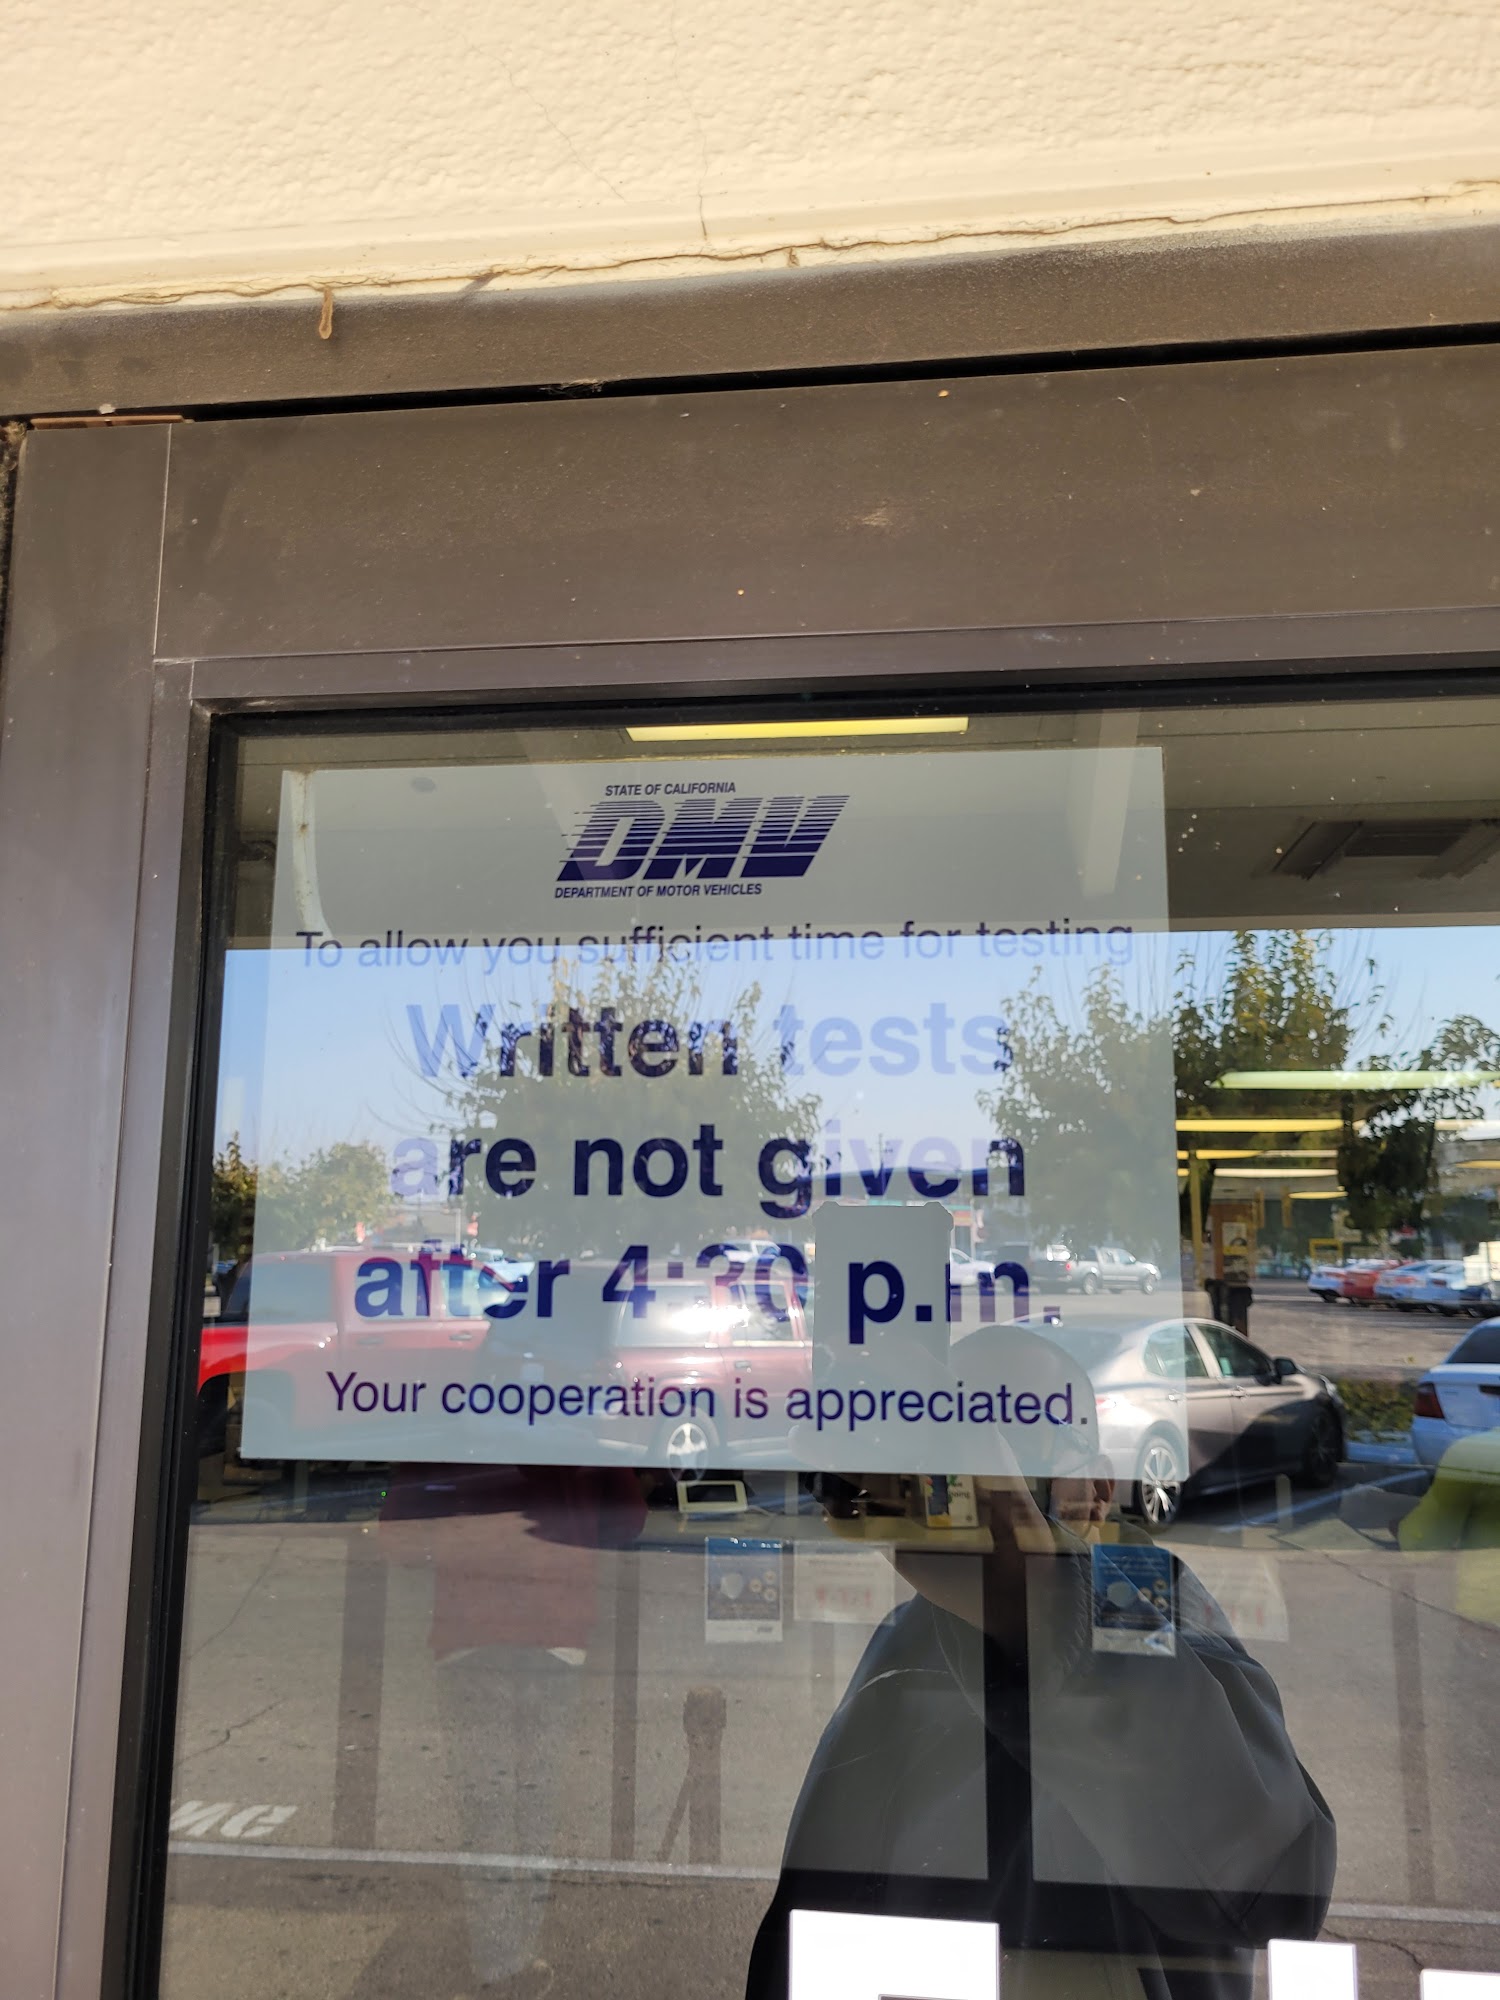 STATE OF CALIFORNIA
DMV
DEPARTMENT OF MOTOR VEHICLES
To allow you sufficient time for testing
Written tests
are not given
after 4:30 p.m.
Your cooperation is appreciated.